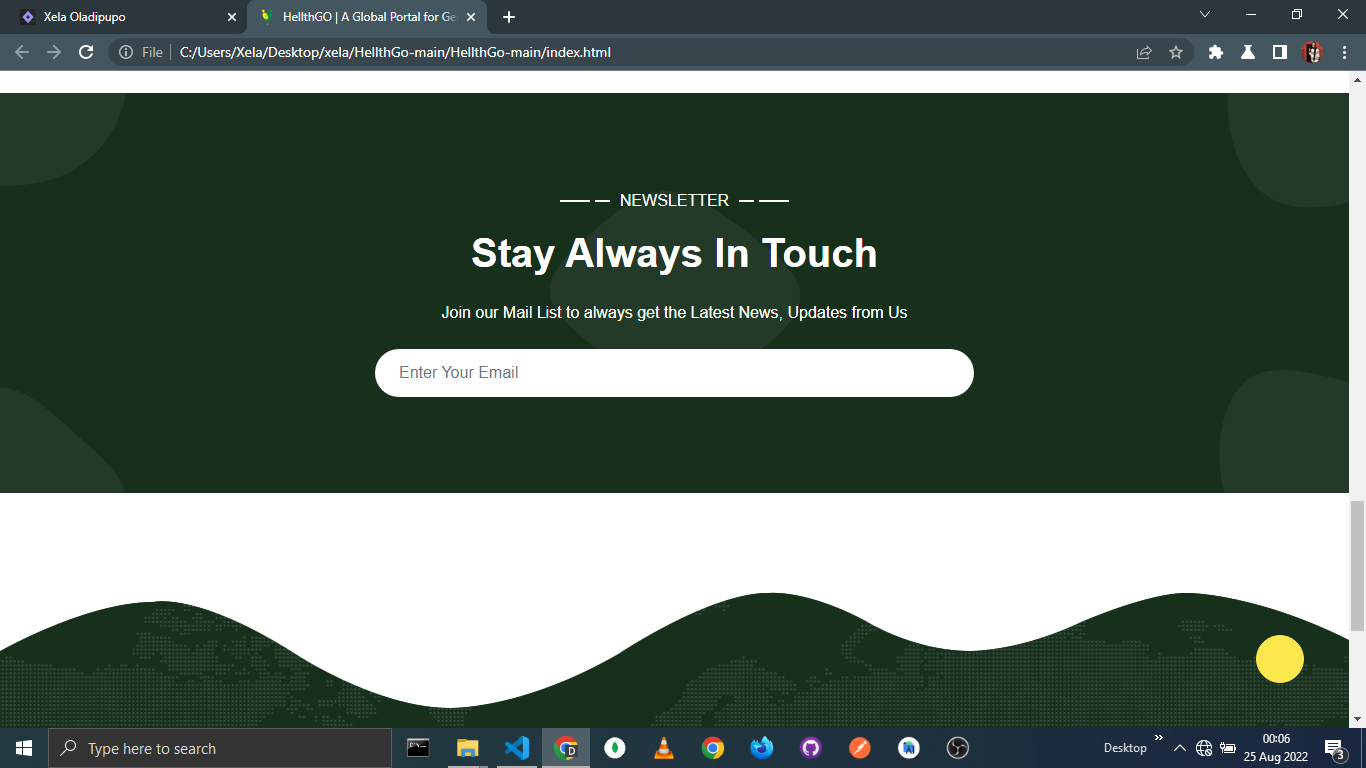 Xela Oladipupo
HellthGO | A Global Portal for Ge
File
C:/Users/Xela/Desktop/xela/HellthGo-main/HellthGo-main/index.html
NEWSLETTER
Stay Always In Touch
Join our Mail List to always get the Latest News, Updates from Us
Enter Your Email
Type here to search
Desktop
00:06
25 Aug 2022
3